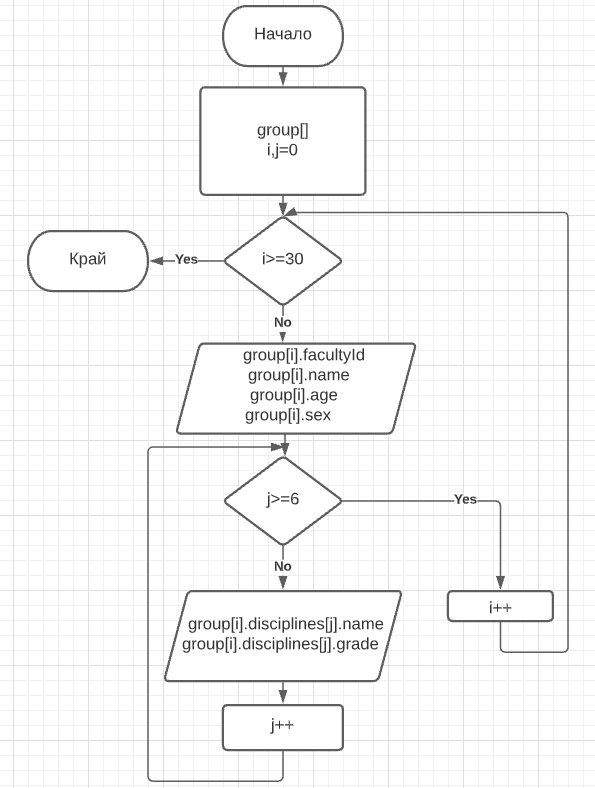 Начало
group[]
i,j=0
i>=30
Yes
Край
No
group[i].facultyId
group[i].name
group[i].age
group[i].sex
j>=6
Yes
No
group[i].disciplines[j].name
group[i].disciplines[j].grade
i++
j++